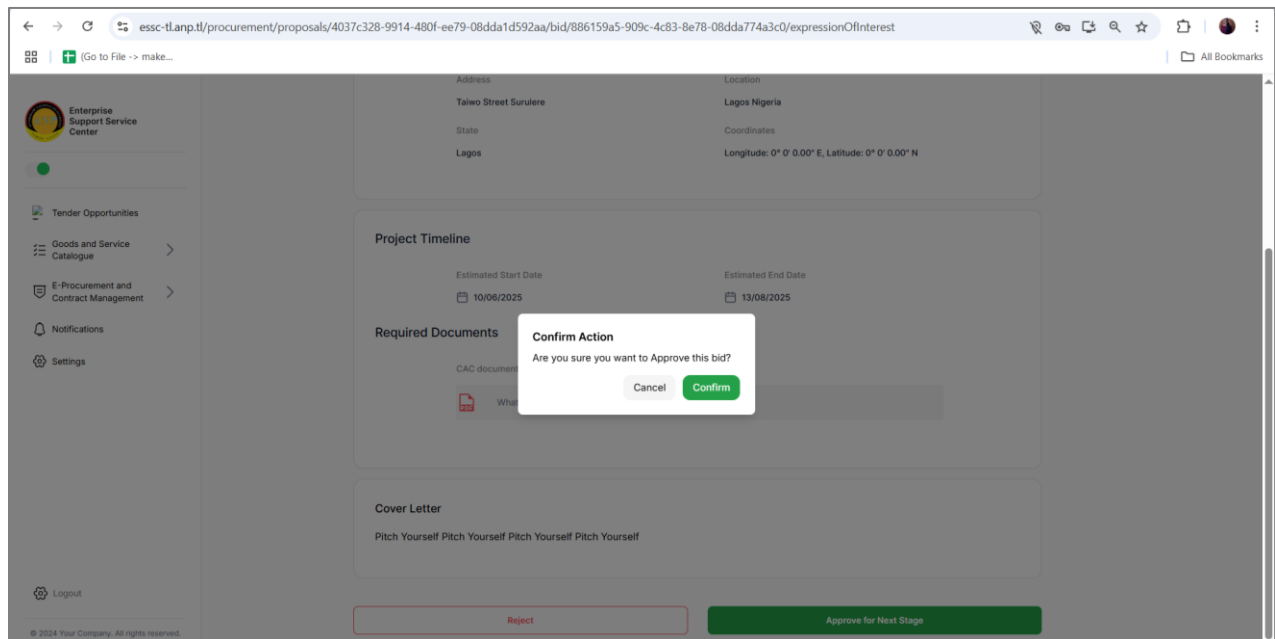 essc-tl.anp.tl/procurement/proposals/4037c328-9914-480f-ee79-08dda1d592aa/bid/886159a5-909c-4c83-8e78-08dda774a3c0/expressionOfInterest
(Go to File -> make...
All Bookmarks
Enterprise
Support Service
Center
Tender Opportunities
Goods and Service
Catalogue
E-Procurement and
Contract Management
Notifications
Settings
Logout
© 2024 Your Company. All rights reserved.
Address
Location
Taiwo Street Surulere
Lagos Nigeria
State
Coordinates
Lagos
Longitude: 0° 0' 0.00" E, Latitude: 0° 0' 0.00" N
Project Timeline
Estimated Start Date
Estimated End Date
10/06/2025
13/08/2025
Required Documents
CAC document
What
Confirm Action
Are you sure you want to Approve this bid?
Cancel
Confirm
Cover Letter
Pitch Yourself Pitch Yourself Pitch Yourself Pitch Yourself
Reject
Approve for Next Stage